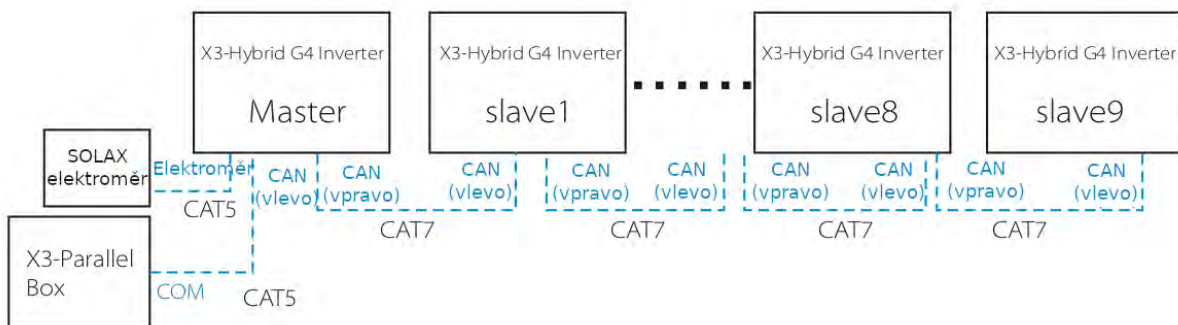 X3-Hybrid G4 Inverter
Master
X3-Hybrid G4 Inverter
slave1
X3-Hybrid G4 Inverter
slave8
X3-Hybrid G4 Inverter
slave9
SOLAX
elektroměr
Elektroměr
CAT5
CAN
(vlevo)
CAN
(vpravo)
CAN
(vlevo)
CAT7
CAN
(vpravo)
CAN
(vlevo)
CAT7
CAN
(vpravo)
CAN
(vlevo)
CAT7
CAN
(vpravo)
CAN
(vlevo)
CAT7
X3-Parallel
Box
COM
CAT5